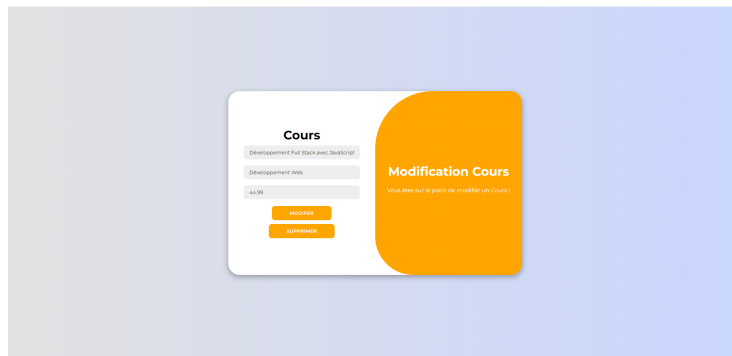 Cours
Développement Full Stack avec JavaScript
Développement Web
44.99
MODIFER
SUPPRIMER
Modification Cours
Vous êtes sur le point de modifier un Cours !